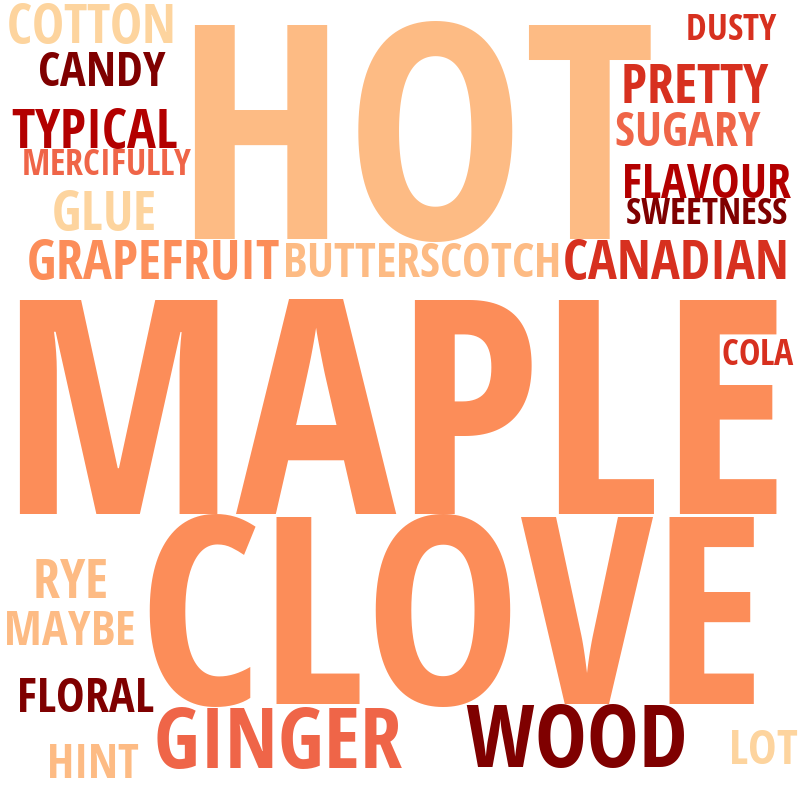 COTTON
HOT
DUSTY
CANDY
PRETTY
TYPICAL
SUGARY
MERCIFULLY
FLAVOUR
GLUE
SWEETNESS
GRAPEFRUIT
BUTTERSCOTCH
CANADIAN
MAPLE
COLA
CLOVE
RYE
MAYBE
FLORAL
GINGER
WOOD
HINT
LOT